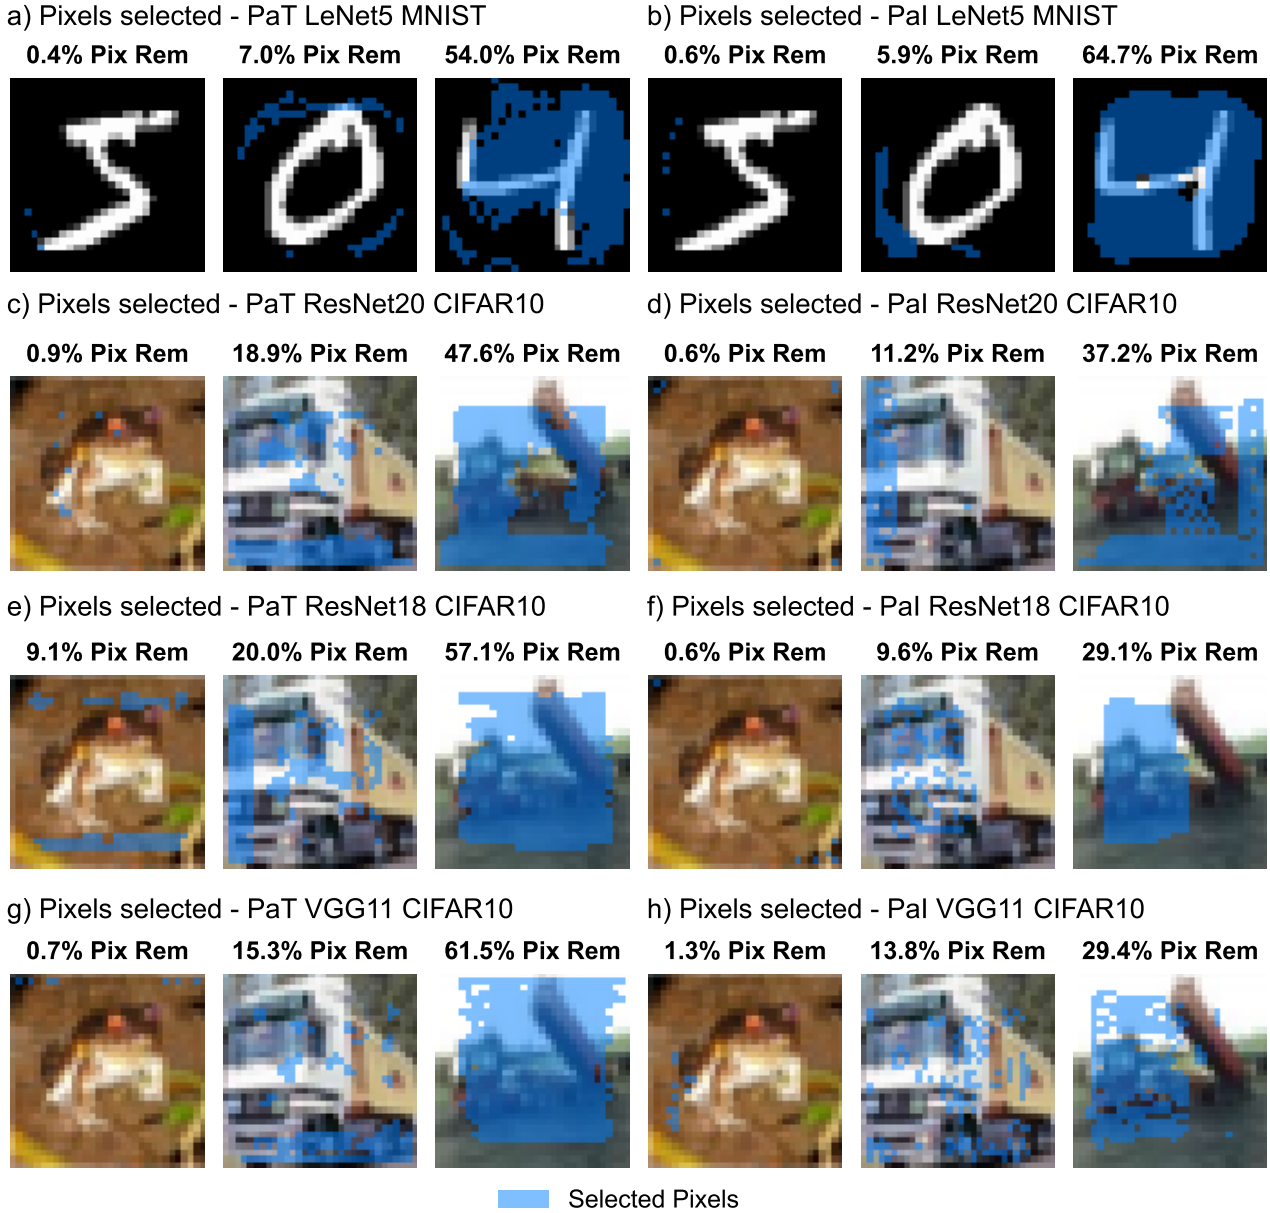 a) Pixels selected - PaT LeNet5 MNIST
0.4% Pix Rem 7.0% Pix Rem 54.0% Pix Rem
b) Pixels selected - PaI LeNet5 MNIST
0.6% Pix Rem 5.9% Pix Rem 64.7% Pix Rem
c) Pixels selected - PaT ResNet20 CIFAR10
0.9% Pix Rem 18.9% Pix Rem 47.6% Pix Rem
d) Pixels selected - PaI ResNet20 CIFAR10
0.6% Pix Rem 11.2% Pix Rem 37.2% Pix Rem
e) Pixels selected - PaT ResNet18 CIFAR10
9.1% Pix Rem 20.0% Pix Rem 57.1% Pix Rem
f) Pixels selected - PaI ResNet18 CIFAR10
0.6% Pix Rem 9.6% Pix Rem 29.1% Pix Rem
g) Pixels selected - PaT VGG11 CIFAR10
0.7% Pix Rem 15.3% Pix Rem 61.5% Pix Rem
h) Pixels selected - PaI VGG11 CIFAR10
1.3% Pix Rem 13.8% Pix Rem 29.4% Pix Rem
Selected Pixels